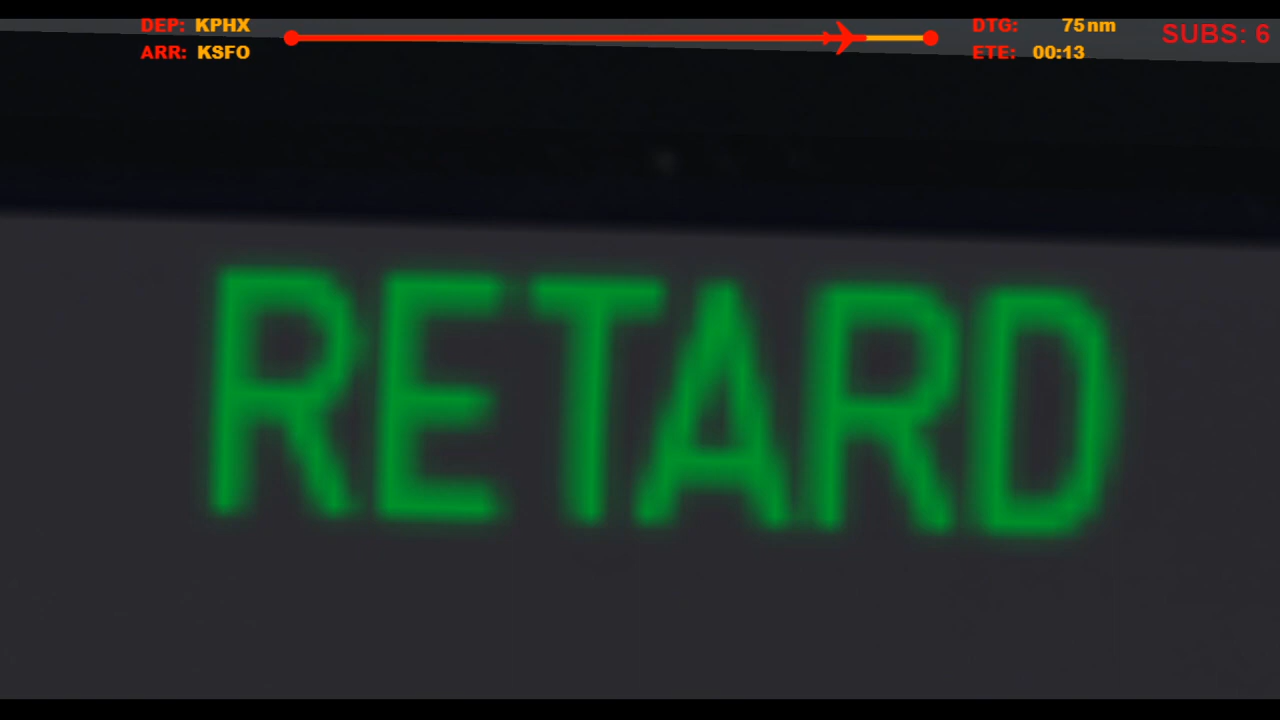 DEP: KPHX
ARR: KSFO
DTG: 75nm
ETE: 00:13
SUBS: 6
RETARD